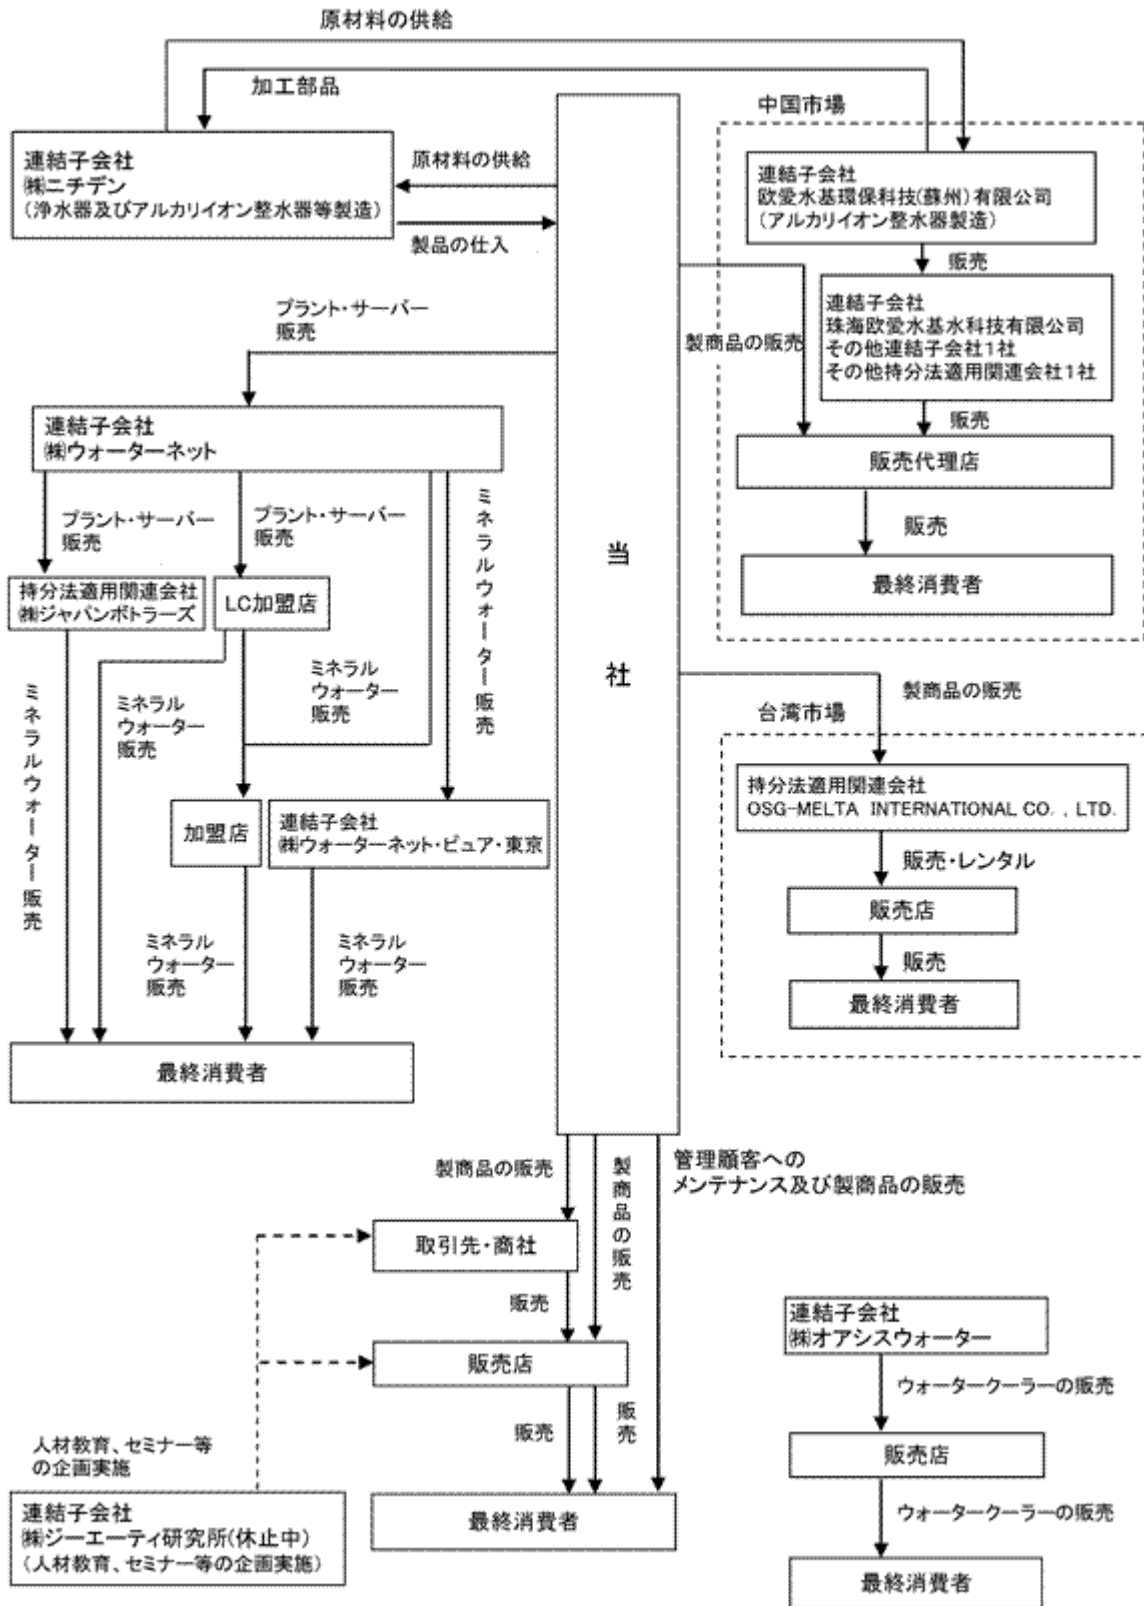 原材料の供給
加工部品
中国市場
連結子会社
㈱ニチデン
(浄水器及びアルカリイオン整水器等製造)
原材料の供給
製品の仕入
連結子会社
欧愛水基環保科技(蘇州)有限公司
(アルカリイオン整水器製造)
販売
連結子会社
珠海欧愛水基水科技有限公司
その他連結子会社1社
その他持分法適用関連会社1社
製商品の販売
販売
販売代理店
販売
最終消費者
プラント・サーバー
販売
連結子会社
㈱ウォーターネット
プラント・サーバー
販売
プラント・サーバー
販売
ミネラルウォーター販売
持分法適用関連会社
㈱ジャパンボトラーズ
LC加盟店
ミネラルウォーター販売
ミネラル
ウォーター
販売
ミネラル
ウォーター
販売
加盟店
連結子会社
㈱ウォーターネット・ピュア・東京
ミネラル
ウォーター
販売
ミネラル
ウォーター
販売
最終消費者
当社
製商品の販売
台湾市場
持分法適用関連会社
OSG-MELTA INTERNATIONAL CO.,LTD.
販売・レンタル
販売店
販売
最終消費者
製商品の販売
製商品の販売
管理顧客への
メンテナンス及び製商品の販売
取引先・商社
販売
販売店
販売
販売
最終消費者
人材教育、セミナー等
の企画実施
連結子会社
㈱ジーエーティ研究所(休止中)
(人材教育、セミナー等の企画実施)
連結子会社
㈱オアシスウォーター
ウォータークーラーの販売
販売店
ウォータークーラーの販売
最終消費者